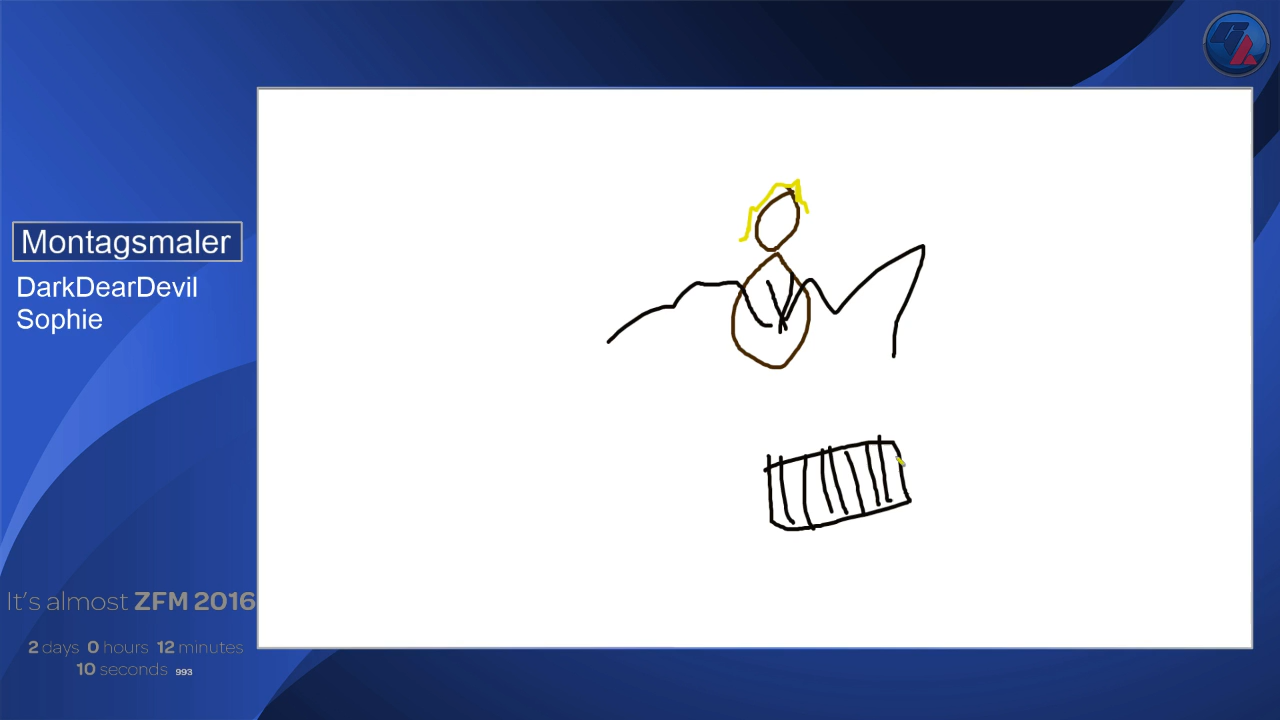 Montagsmaler
DarkDearDevil
Sophie
It's almost ZFM 2016
2 days 0 hours 12 minutes
10 seconds 993